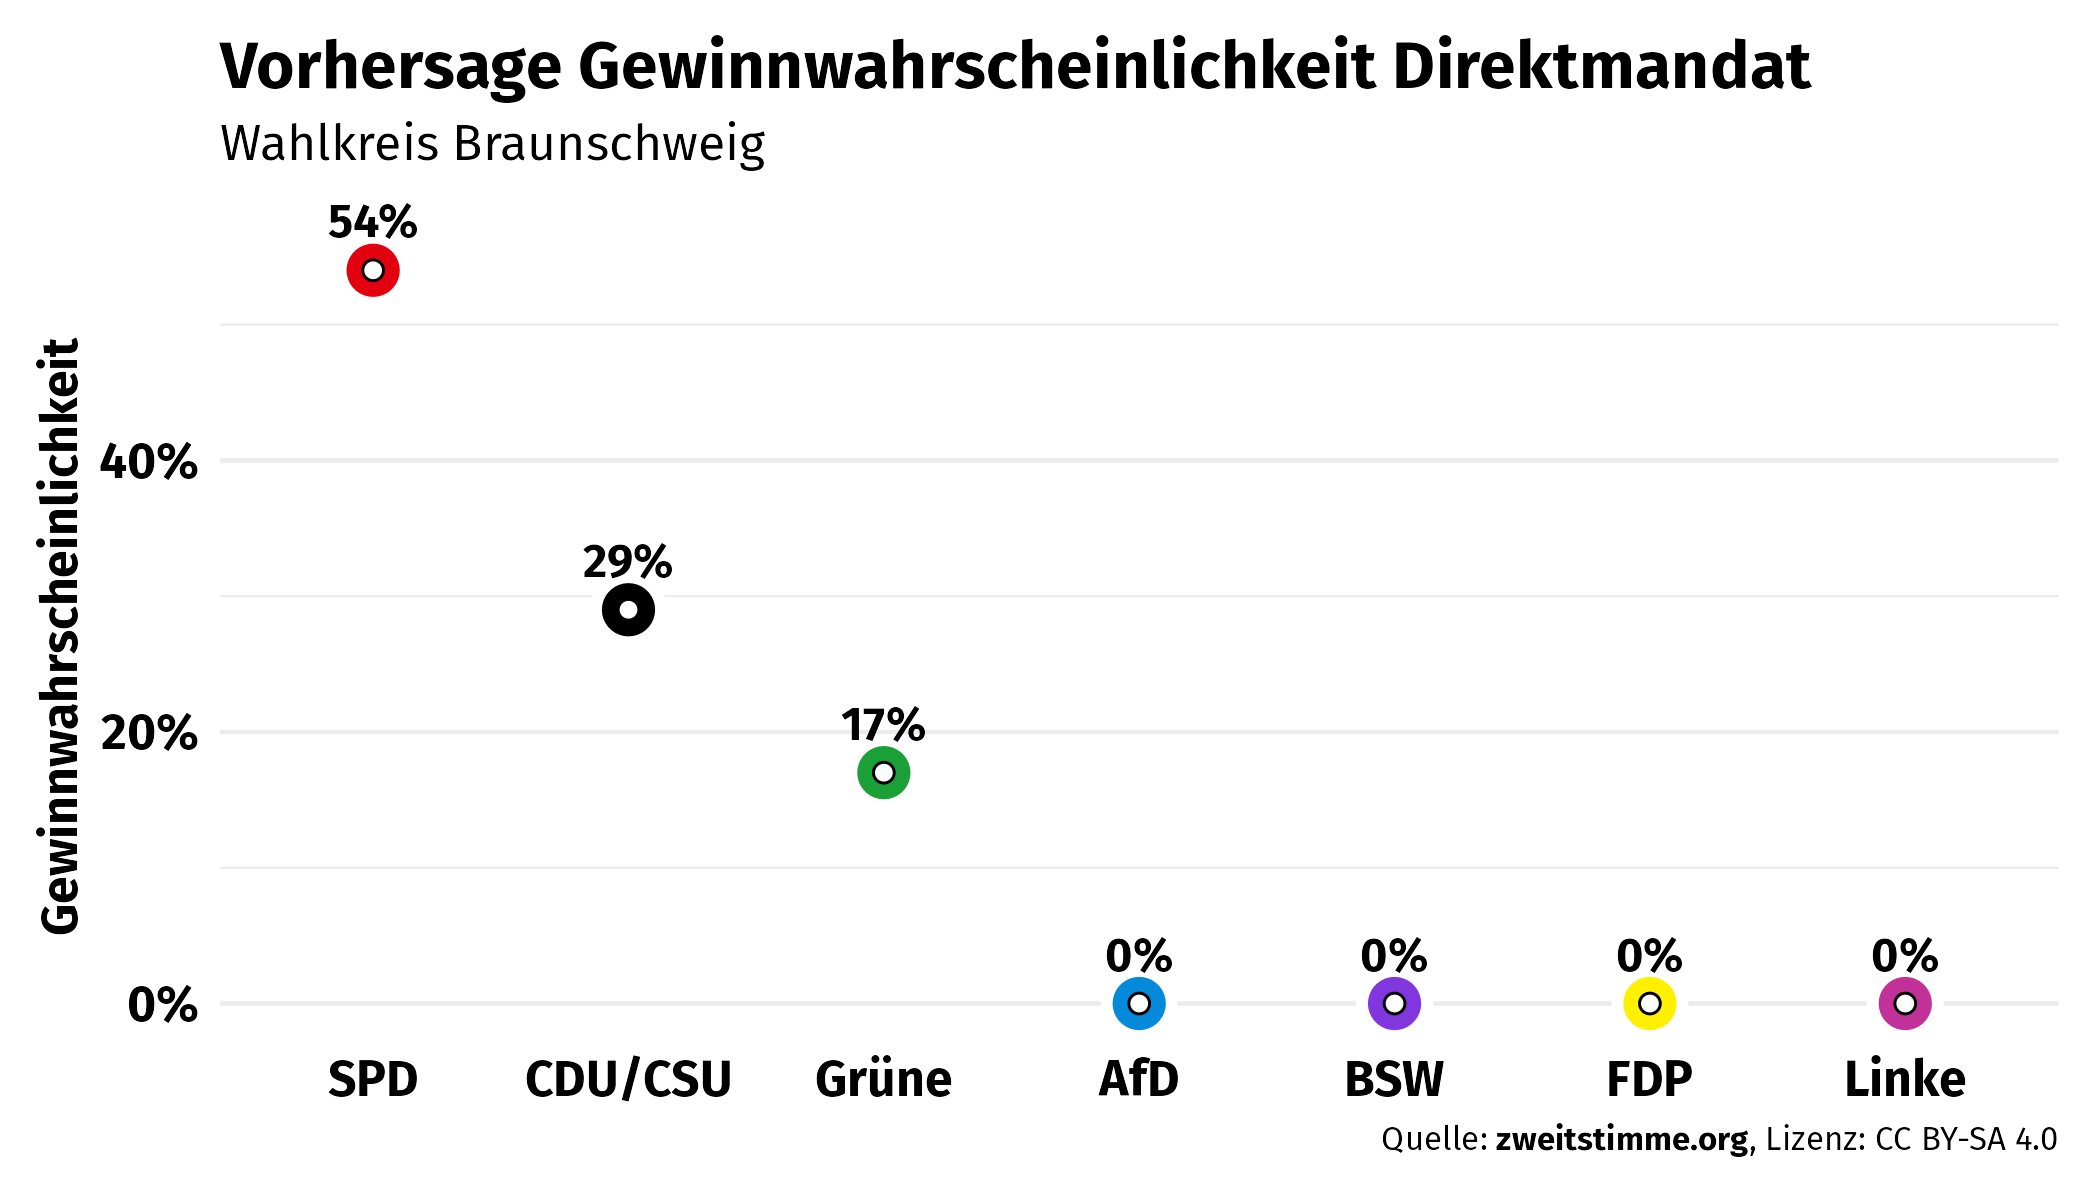 Vorhersage Gewinnwahrscheinlichkeit Direktmandat
Wahlkreis Braunschweig
Gewinnwahrscheinlichkeit
54%
40%
29%
20%
17%
0%
0% 0% 0% 0%
SPD CDU/CSU Grüne AfD BSW FDP Linke
Quelle: zweitstimme.org, Lizenz: CC BY-SA 4.0